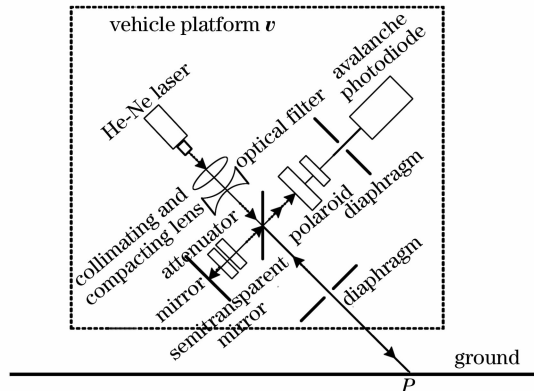 vehicle platform v
He-Ne laser
avalanche
photodiode
optical filter
collimating and
compacting lens
attenuator
polaroid
diaphragm
mirror
semitransparent
mirror
diaphragm
ground
P